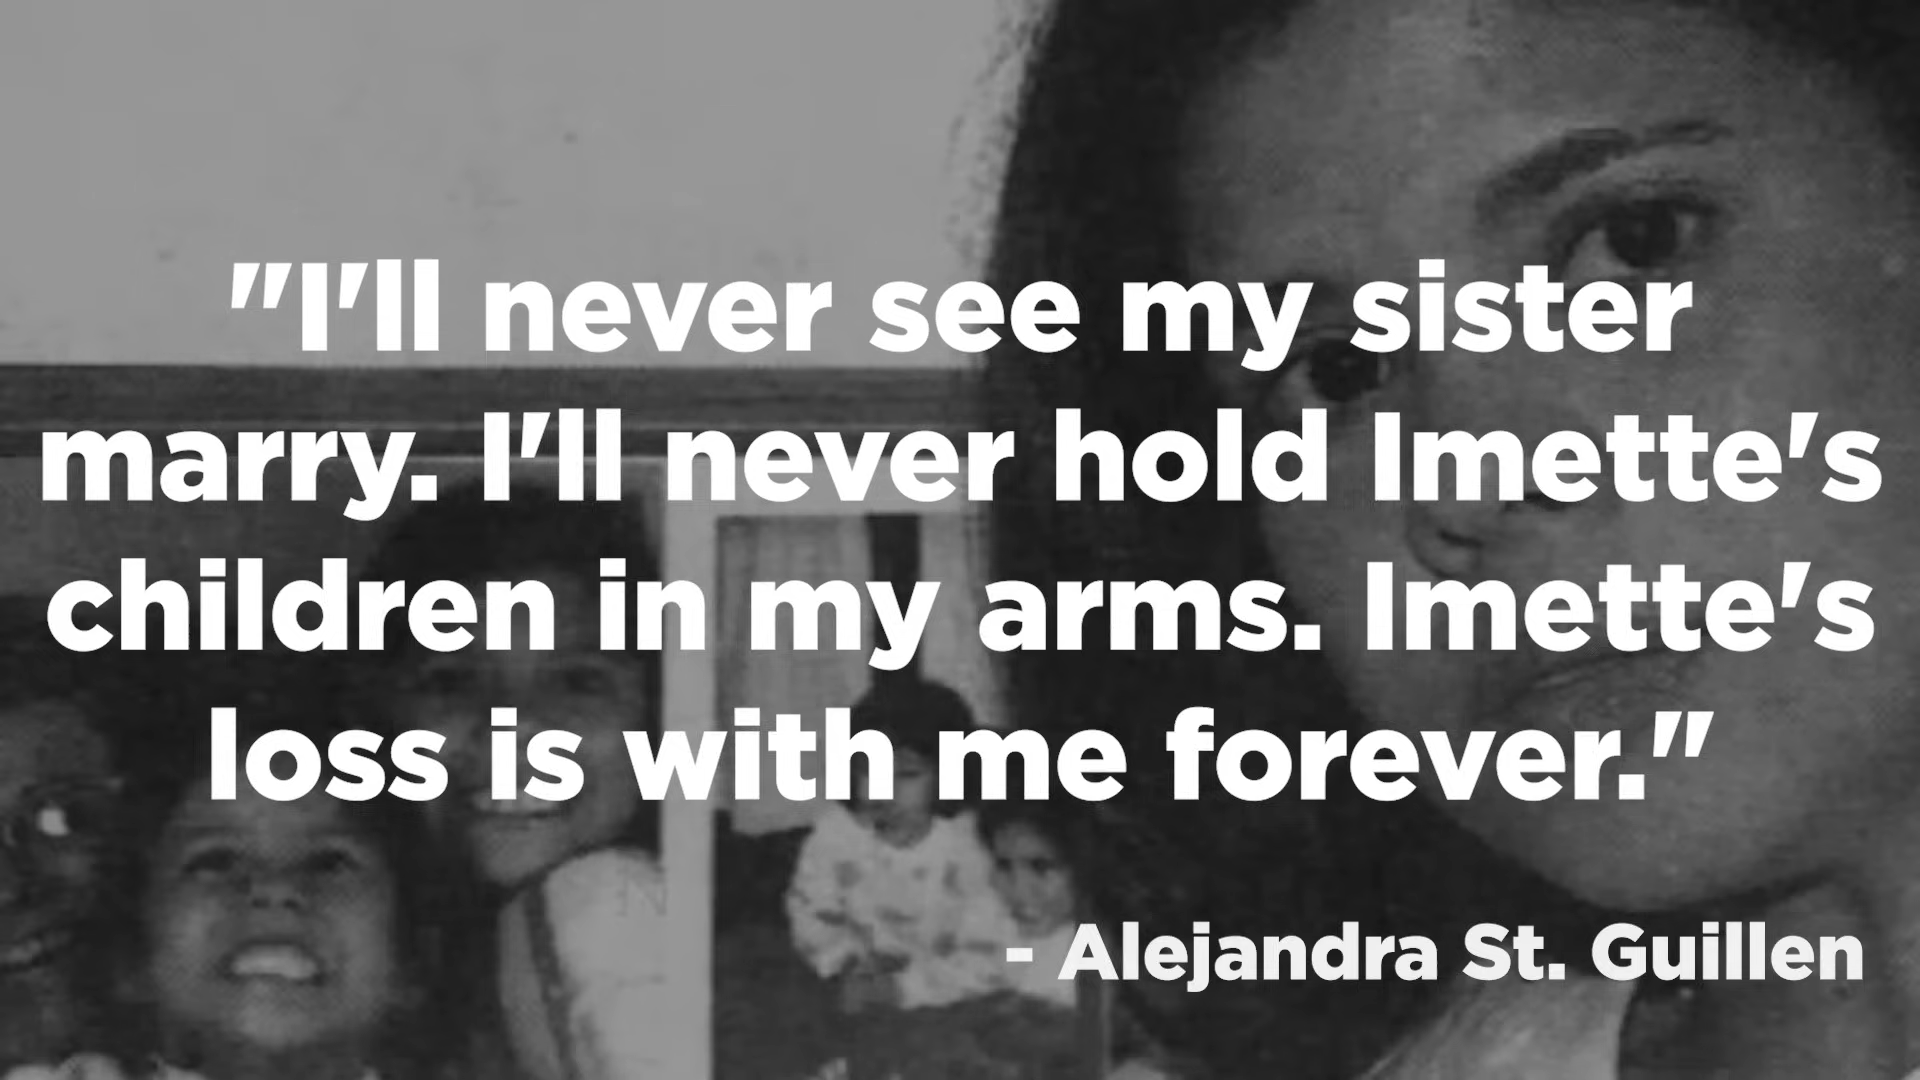 "I'll never see my sister
marry. I'll never hold Imette's
children in my arms. Imette's
loss is with me forever."
- Alejandra St. Guillen